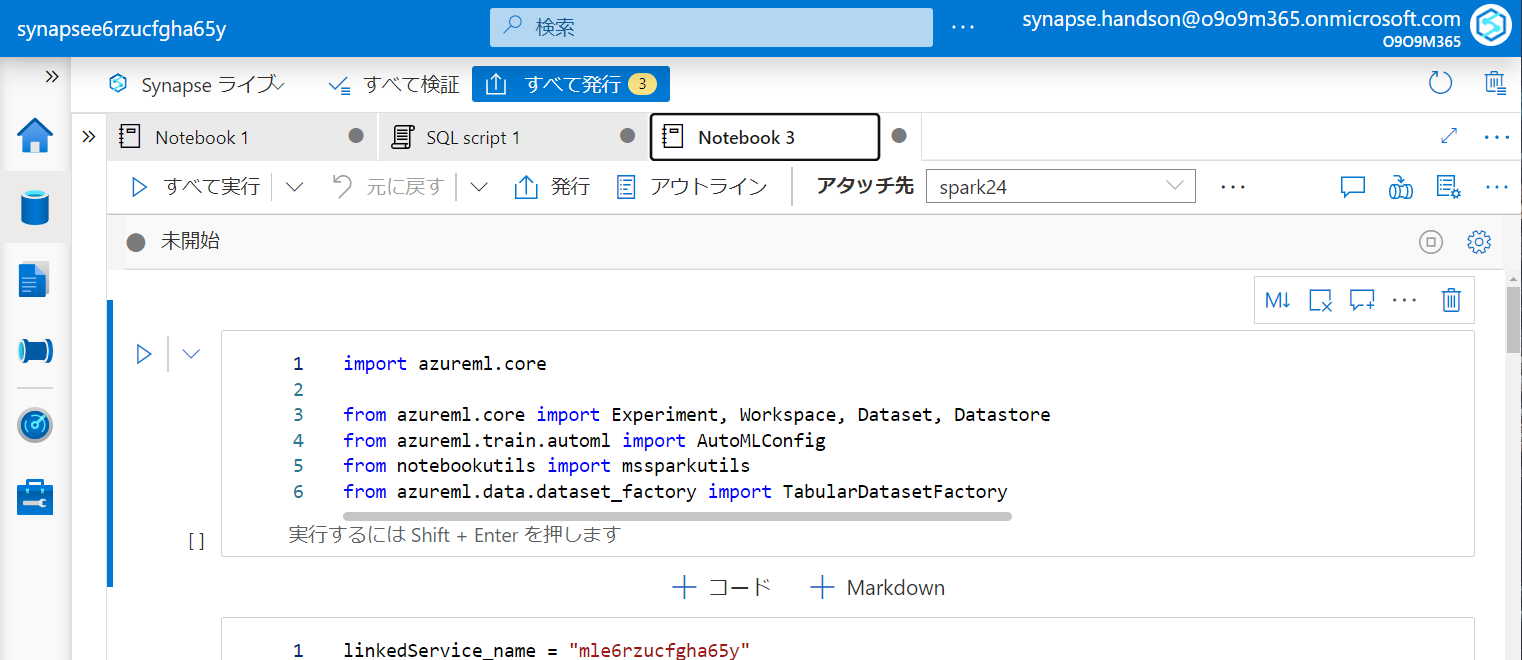 synapsee6rzucfgha65y
検索
synapse.handson@o9o9m365.onmicrosoft.com
O9O9M365
Synapse ライブ
すべて検証
すべて発行 3
Notebook 1
SQL script 1
Notebook 3
すべて実行
元に戻す
発行
アウトライン
アタッチ先
spark24
未開始
M↓
1 import azureml.core
2
3 from azureml.core import Experiment, Workspace, Dataset, Datastore
4 from azureml.train.automl import AutoMLConfig
5 from notebookutils import mssparkutils
6 from azureml.data.dataset_factory import TabularDatasetFactory
[ ]
実行するには Shift + Enter を押します
コード
Markdown
1 linkedService_name = "mle6rzucfgha65y"